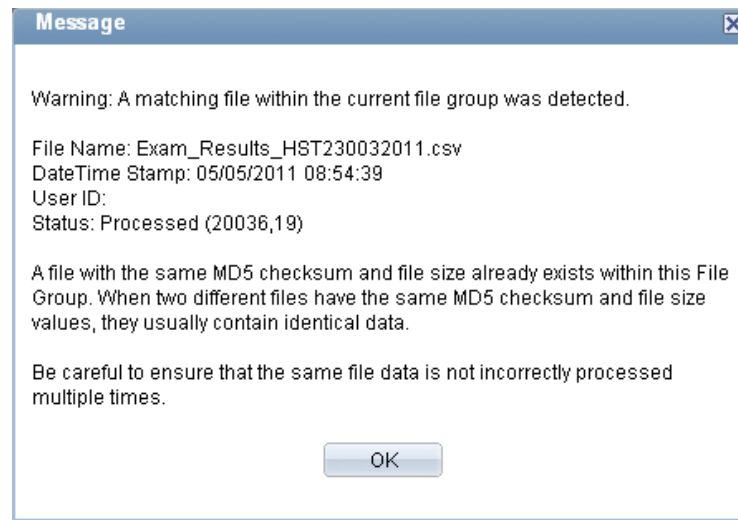 Message
Warning: A matching file within the current file group was detected.
File Name: Exam_Results_HST230032011.csv
DateTime Stamp: 05/05/2011 08:54:39
User ID:
Status: Processed (20036,19)
A file with the same MD5 checksum and file size already exists within this File
Group. When two different files have the same MD5 checksum and file size
values, they usually contain identical data.
Be careful to ensure that the same file data is not incorrectly processed
multiple times.
OK